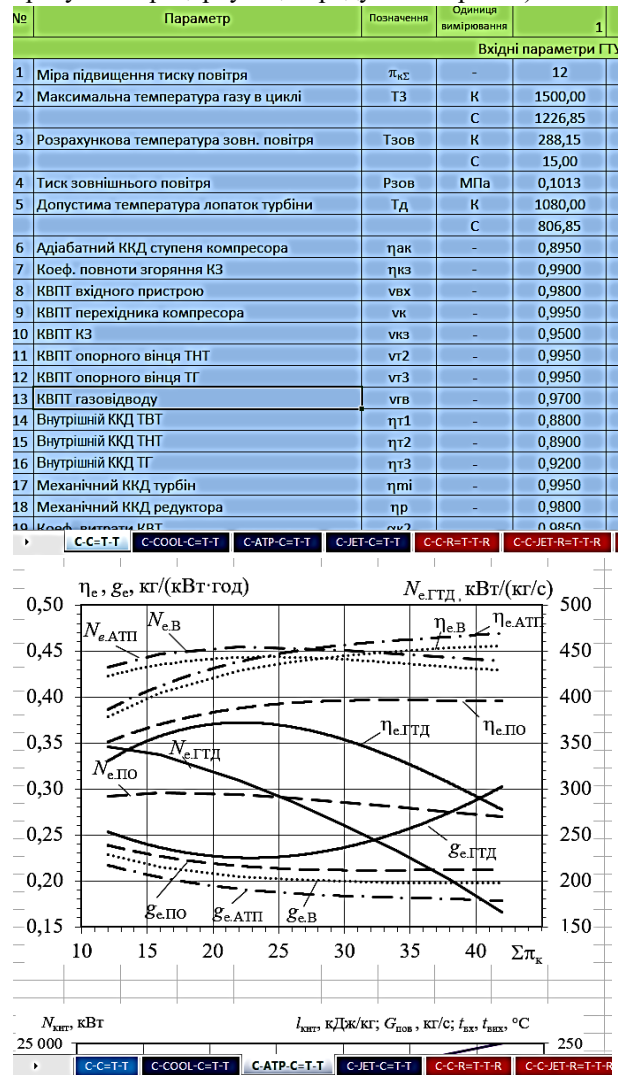 № Параметр Позначення Одиниця вимірювання 1
Вхідні параметри ГТУ
1 Міра підвищення тиску повітря πκΣ - 12
2 Максимальна температура газу в циклі T3 К 1500,00
С 1226,85
3 Розрахункова температура зовн. повітря Тзов К 288,15
С 15,00
4 Тиск зовнішнього повітря Рзов МПа 0,1013
5 Допустима температура лопаток турбіни Тд К 1080,00
С 806,85
6 Адіабатний ККД ступеня компресора ηак - 0,8950
7 Коеф. повноти згоряння КЗ ηкз - 0,9900
8 КВПТ вхідного пристрою νвх - 0,9800
9 КВПТ перехідника компресора νк - 0,9950
10 КВПТ КЗ νкз - 0,9500
11 КВПТ опорного вінця ТНТ νт2 - 0,9950
12 КВПТ опорного вінця ТГ νт3 - 0,9950
13 КВПТ газовідводу νгв - 0,9700
14 Внутрішній ККД ТВТ ηт1 - 0,8800
15 Внутрішній ККД ТНТ ηт2 - 0,8900
16 Внутрішній ККД ТГ ηт3 - 0,9200
17 Механічний ККД турбін ηmi - 0,9950
18 Механічний ККД редуктора ηр - 0,9800
19 Коеф. витрати КВТ ακ2 - 0,9850
C-C=T-T C-COOL-C=T-T C-ATP-C=T-T C-JET-C=T-T C-C-R=T-T-R C-C-JET-R=T-T-R
ηe, ge, кг/(кВт·год) Ne.ГТД, кВт/(кг/с)
0,50 500
Ne.АТП Ne.В ηe.В ηe.АТП
0,45 450
0,40 400
ηe.ГТД ηe.ПО
0,35 350
Ne.ГТД
Ne.ПО
0,30 300
0,25 250
ge.ГТД
0,20 200
ge.ПО ge.АТП ge.В
0,15 150
10 15 20 25 30 35 40 Σπк
Nкнт, кВт lкнт, кДж/кг; Gпов, кг/с; tвх, tвих, °С
25 000 250
C-C=T-T C-COOL-C=T-T C-ATP-C=T-T C-JET-C=T-T C-C-R=T-T-R C-C-JET-R=T-T-R